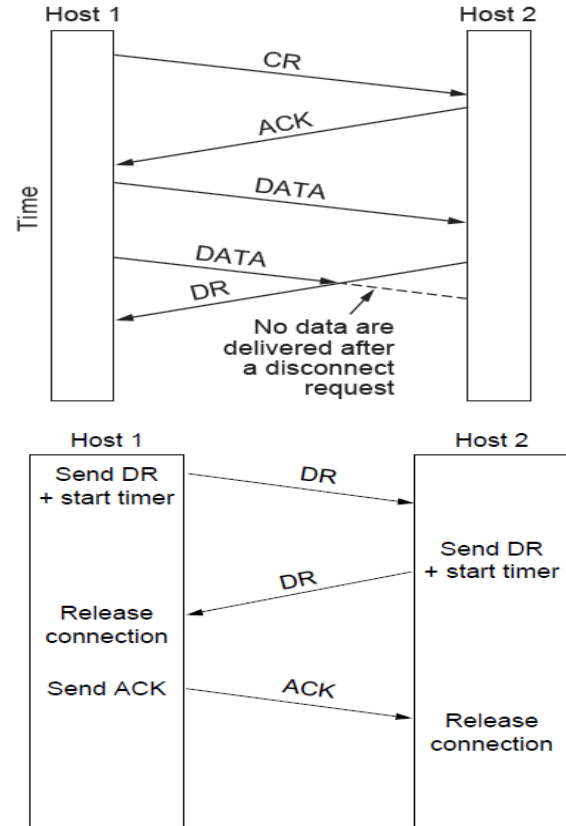 Host 1
Host 2
CR
ACK
Time
DATA
DATA
DR
No data are
delivered after
a disconnect
request
Host 1
Host 2
Send DR
+ start timer
DR
Send DR
+ start timer
DR
Release
connection
Send ACK
ACK
Release
connection